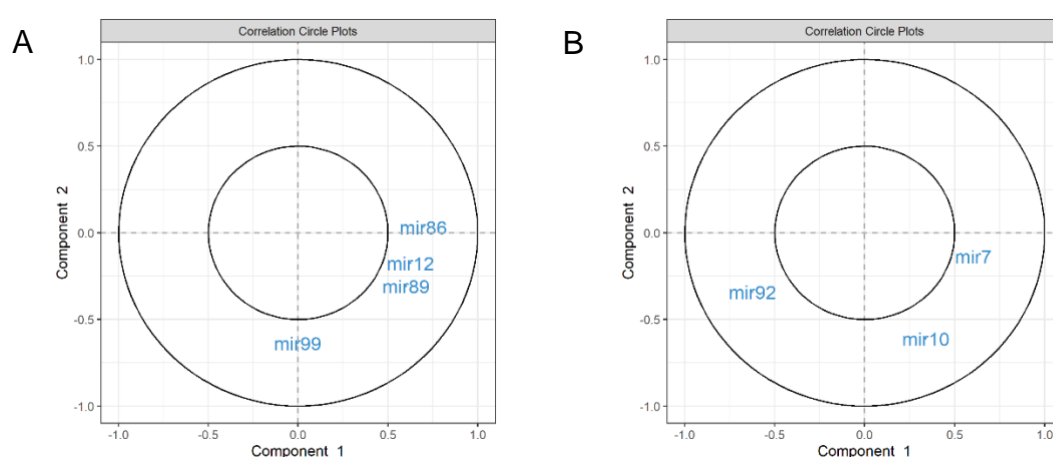 A
Correlation Circle Plots
1.0
0.5
0.0
-0.5
-1.0
Component 2
mir86
mir12
mir89
mir99
-1.0
-0.5
0.0
0.5
1.0
Component 1
B
Correlation Circle Plots
1.0
0.5
0.0
-0.5
-1.0
Component 2
mir7
mir92
mir10
-1.0
-0.5
0.0
0.5
1.0
Component 1